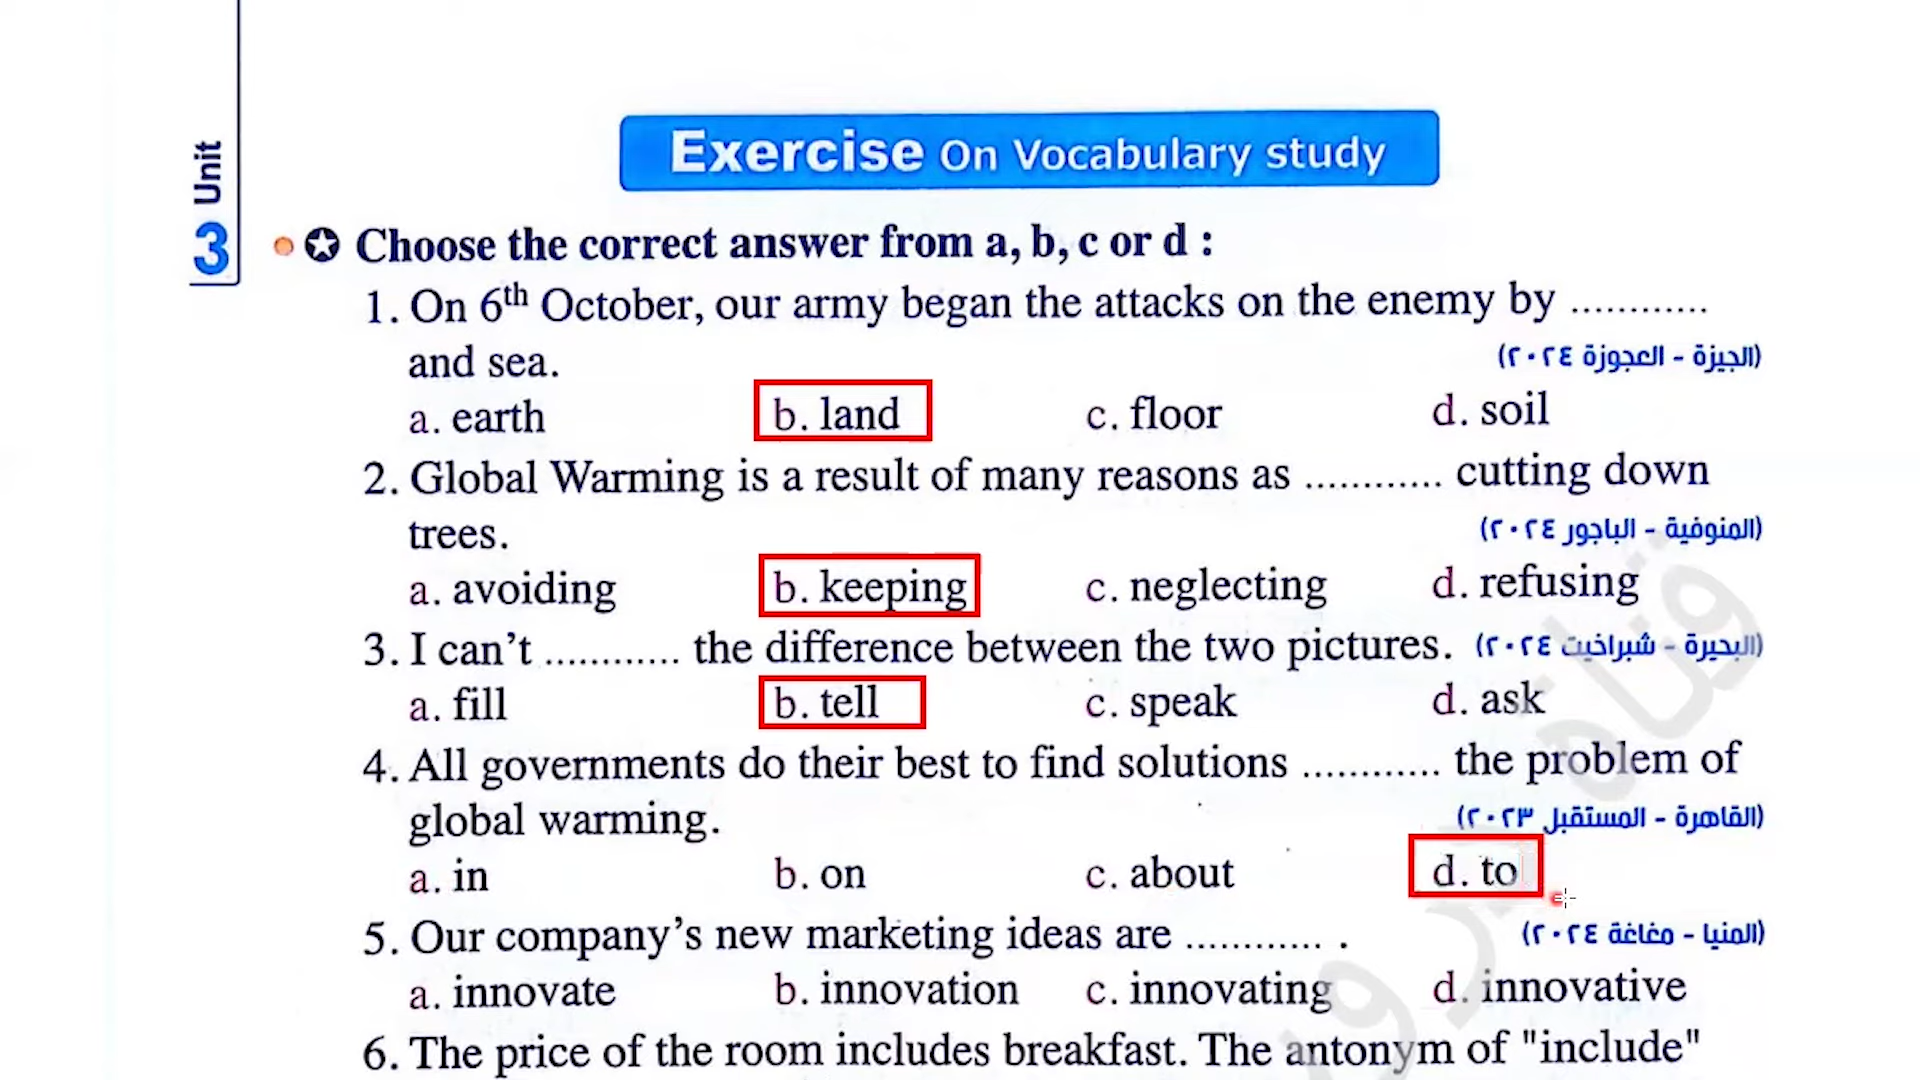 Unit 3
Exercise On Vocabulary study
Choose the correct answer from a, b, c or d :
1. On 6th October, our army began the attacks on the enemy by ............
and sea. (الجيزة - العجوزة ٢٠٢٤)
a. earth b. land c. floor d. soil
2. Global Warming is a result of many reasons as ............ cutting down
trees. (المنوفية - الباجور ٢٠٢٤)
a. avoiding b. keeping c. neglecting d. refusing
3. I can't ............ the difference between the two pictures. (البحيرة - شبراخيت ٢٠٢٤)
a. fill b. tell c. speak d. ask
4. All governments do their best to find solutions ............ the problem of
global warming. (القاهرة - المستقبل ٢٠٢٣)
a. in b. on c. about d. to
5. Our company's new marketing ideas are ............ . (المنيا - مغاغة ٢٠٢٤)
a. innovate b. innovation c. innovating d. innovative
6. The price of the room includes breakfast. The antonym of "include"
قناة